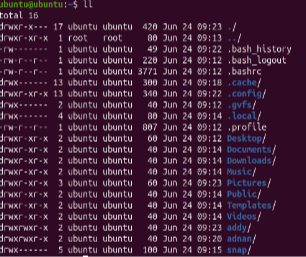 ubuntu@ubuntu:~$ ll
total 16
drwxr-x--- 17 ubuntu ubuntu 420 Jun 24 09:23 ./
drwxr-xr-x 1 root root 80 Jun 24 09:13 ../
-rw------- 1 ubuntu ubuntu 49 Jun 24 09:22 .bash_history
-rw-r--r-- 1 ubuntu ubuntu 220 Jun 24 09:12 .bash_logout
-rw-r--r-- 1 ubuntu ubuntu 3771 Jun 24 09:12 .bashrc
drwx------ 13 ubuntu ubuntu 300 Jun 24 09:18 .cache/
drwxr-xr-x 13 ubuntu ubuntu 340 Jun 24 09:22 .config/
drwx------ 2 ubuntu ubuntu 40 Jun 24 09:12 .gvfs/
drwx------ 4 ubuntu ubuntu 80 Jun 24 09:14 .local/
-rw-r--r-- 1 ubuntu ubuntu 807 Jun 24 09:12 .profile
drwxr-xr-x 2 ubuntu ubuntu 60 Jun 24 09:12 Desktop/
drwxr-xr-x 2 ubuntu ubuntu 40 Jun 24 09:14 Documents/
drwxr-xr-x 2 ubuntu ubuntu 40 Jun 24 09:14 Downloads/
drwxr-xr-x 2 ubuntu ubuntu 40 Jun 24 09:14 Music/
drwxr-xr-x 3 ubuntu ubuntu 60 Jun 24 09:23 Pictures/
drwxr-xr-x 2 ubuntu ubuntu 40 Jun 24 09:14 Public/
drwxr-xr-x 2 ubuntu ubuntu 40 Jun 24 09:14 Templates/
drwxr-xr-x 2 ubuntu ubuntu 40 Jun 24 09:14 Videos/
drwxrwxr-x 2 ubuntu ubuntu 40 Jun 24 09:23 addy/
drwxrwxr-x 2 ubuntu ubuntu 40 Jun 24 09:20 adnan/
drwx------ 5 ubuntu ubuntu 100 Jun 24 09:15 snap/